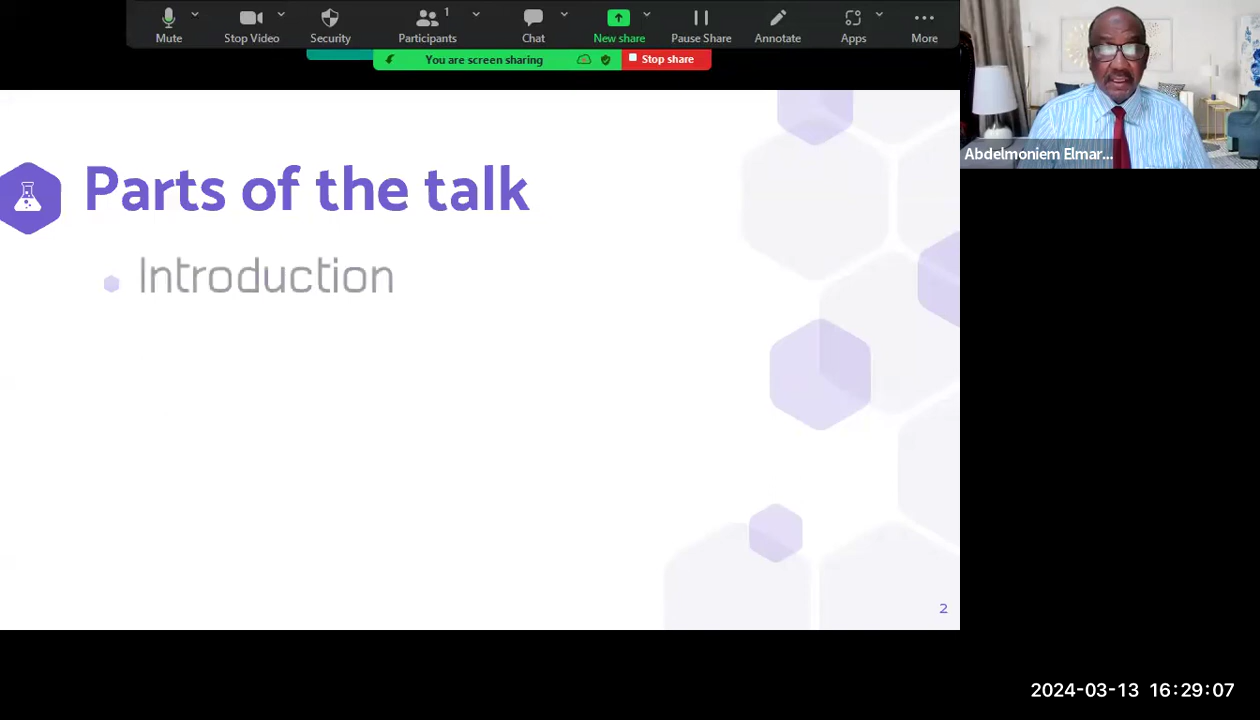 1
Mute
Stop Video
Security
Participants
Chat
New share
Pause Share
Annotate
Apps
More
You are screen sharing
Stop share
Abdelmoniem Elmar...
Parts of the talk
Introduction
2
2024-03-13 16:29:07